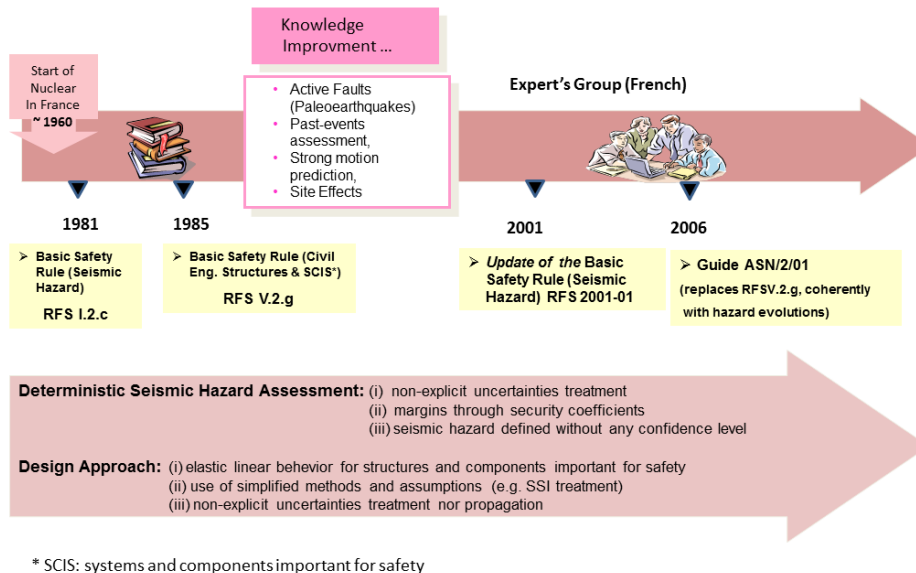 Knowledge
Improvment ...
Start of
Nuclear
In France
~ 1960
• Active Faults
(Paleoearthquakes)
• Past-events
assessment,
• Strong motion
prediction,
• Site Effects
Expert's Group (French)
1981
1985
2001
2006
➢ Basic Safety
Rule (Seismic
Hazard)
RFS I.2.c
➢ Basic Safety Rule (Civil
Eng. Structures & SCIS*)
RFS V.2.g
➢ Update of the Basic
Safety Rule (Seismic
Hazard) RFS 2001-01
➢ Guide ASN/2/01
(replaces RFSV.2.g, coherently
with hazard evolutions)
Deterministic Seismic Hazard Assessment: (i) non-explicit uncertainties treatment
(ii) margins through security coefficients
(iii) seismic hazard defined without any confidence level
Design Approach: (i) elastic linear behavior for structures and components important for safety
(ii) use of simplified methods and assumptions (e.g. SSI treatment)
(iii) non-explicit uncertainties treatment nor propagation
* SCIS: systems and components important for safety